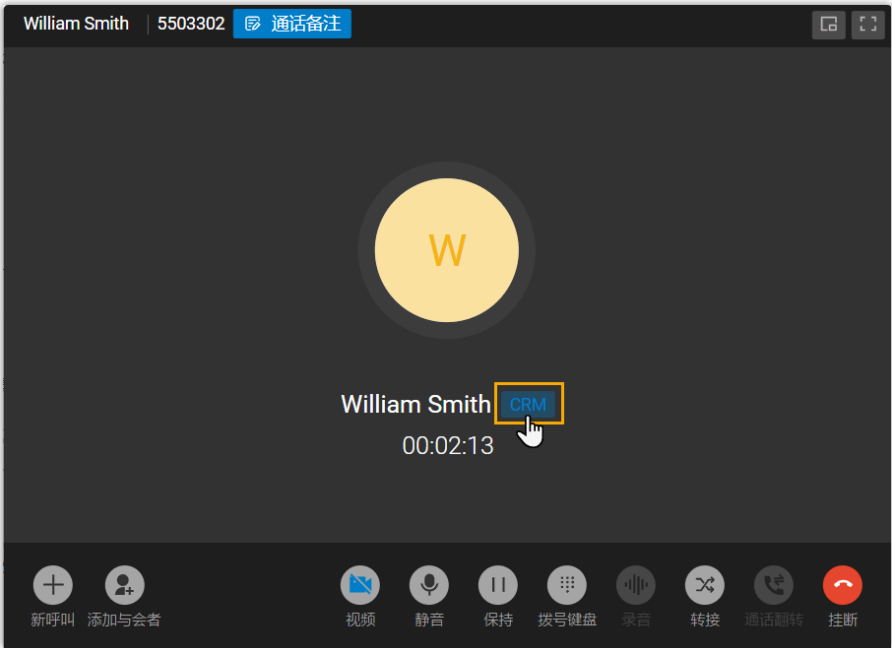 William Smith 5503302 通话备注
W
William Smith CRM
00:02:13
新呼叫 添加与会者 视频 静音 保持 拨号键盘 录音 转接 通话翻转 挂断